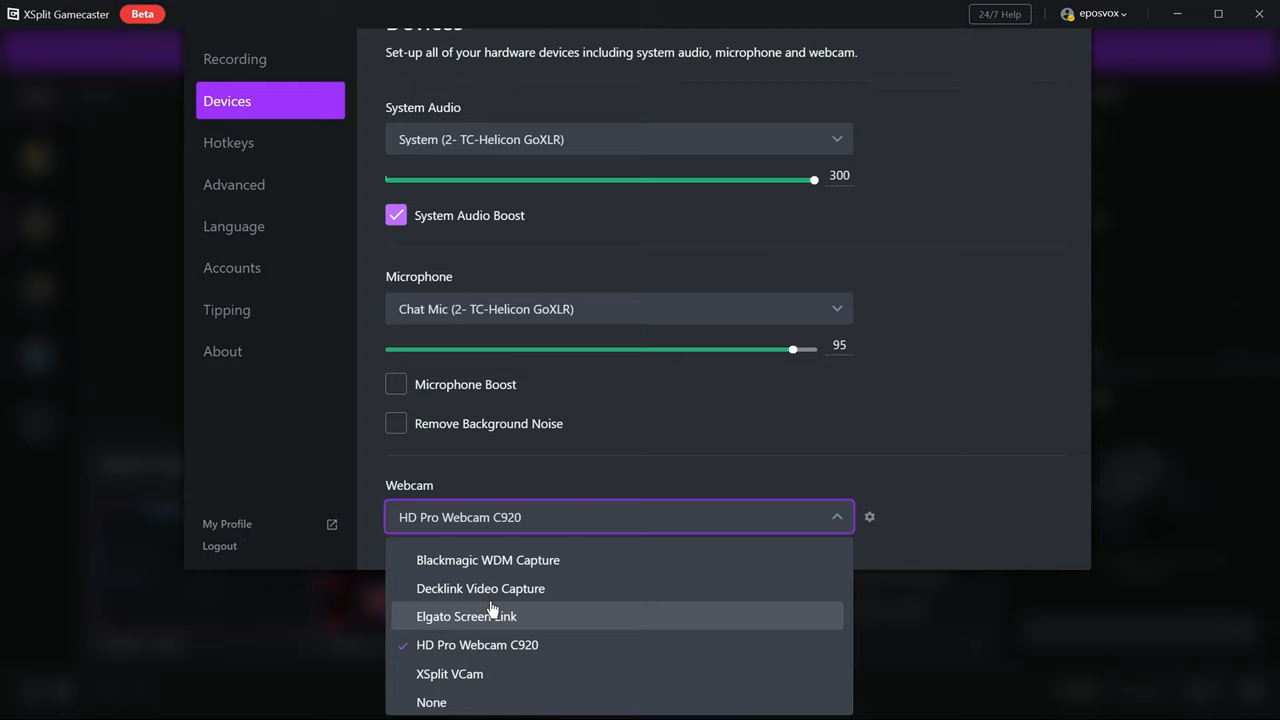 XSplit Gamecaster
Beta
24/7 Help
eposvox
Devices
Set-up all of your hardware devices including system audio, microphone and webcam.
Recording
Devices
Hotkeys
Advanced
Language
Accounts
Tipping
About
My Profile
Logout
System Audio
System (2- TC-Helicon GoXLR)
300
System Audio Boost
Microphone
Chat Mic (2- TC-Helicon GoXLR)
95
Microphone Boost
Remove Background Noise
Webcam
HD Pro Webcam C920
Blackmagic WDM Capture
Decklink Video Capture
Elgato Screen Link
HD Pro Webcam C920
XSplit VCam
None